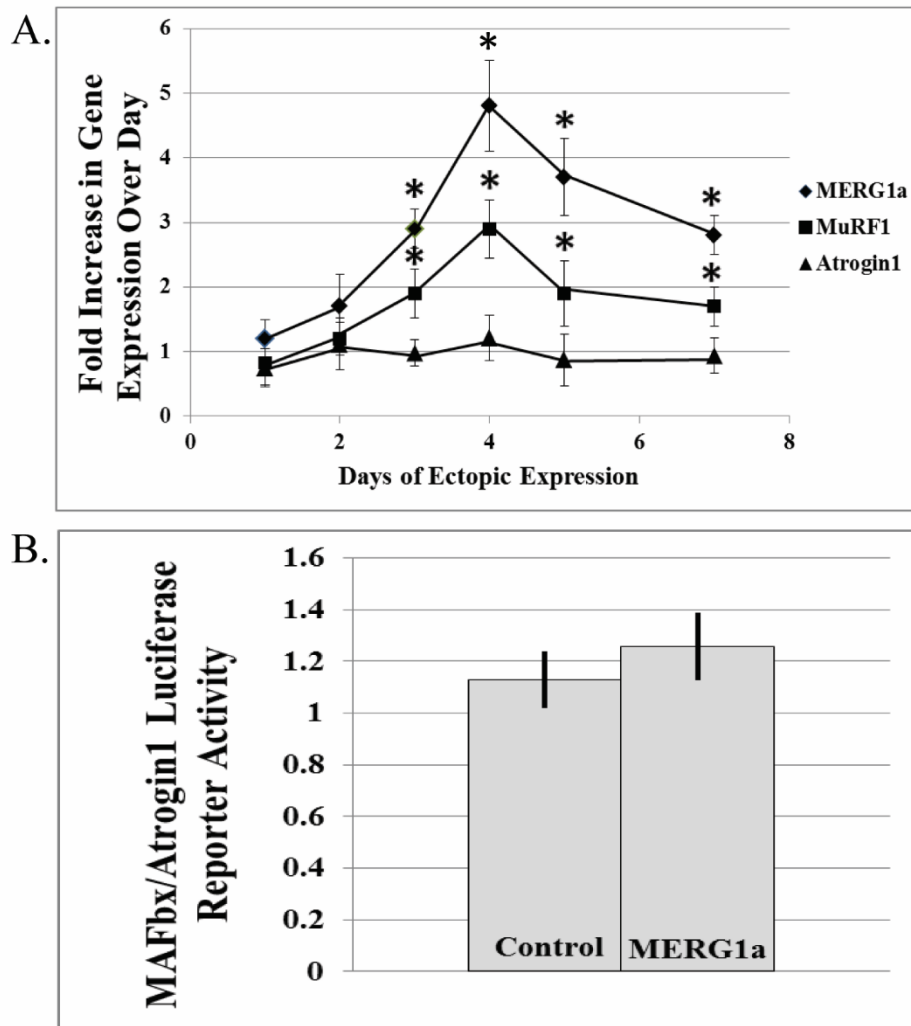 A.
Fold Increase in Gene
Expression Over Day
6
5
4
3
2
1
0
* * * * * * * *
0 2 4 6 8
Days of Ectopic Expression
MERG1a
MuRF1
Atrogin1
B.
MAFbx/Atrogin1 Luciferase
Reporter Activity
1.6
1.4
1.2
1
0.8
0.6
0.4
0.2
0
Control MERG1a